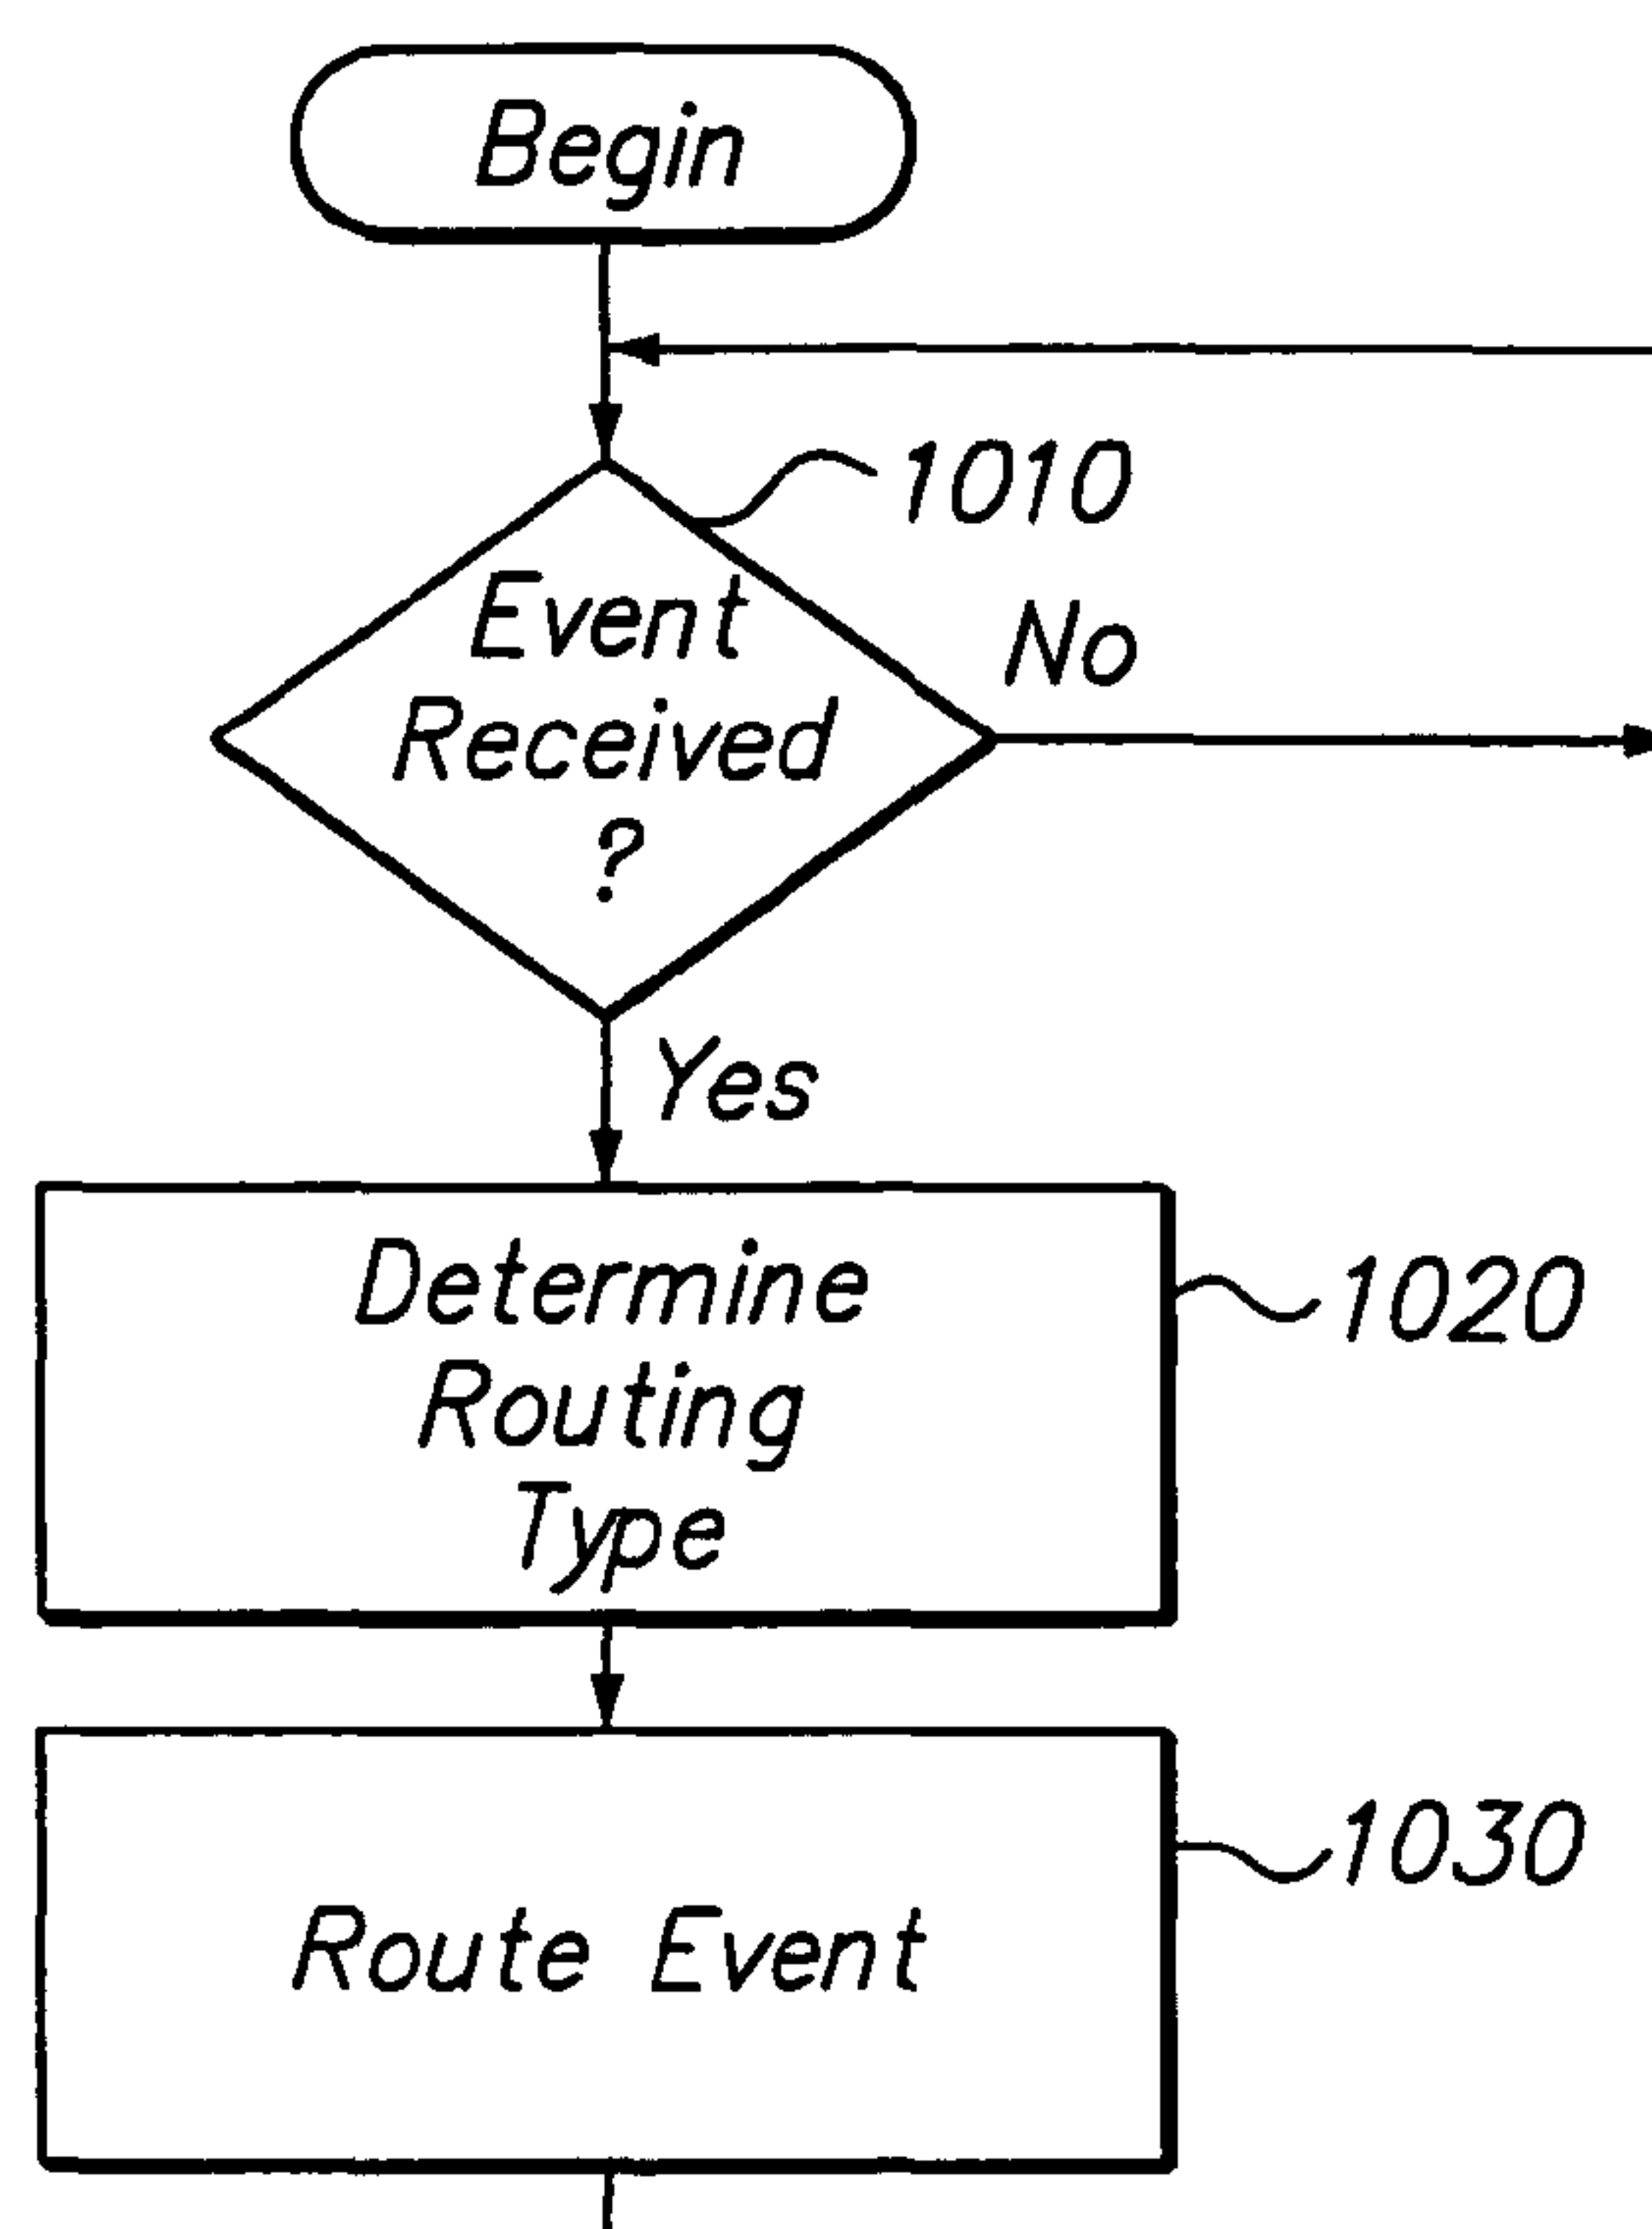 Begin
1010
Event
Received
?
No
Yes
Determine
Routing
Type
1020
Route Event
1030